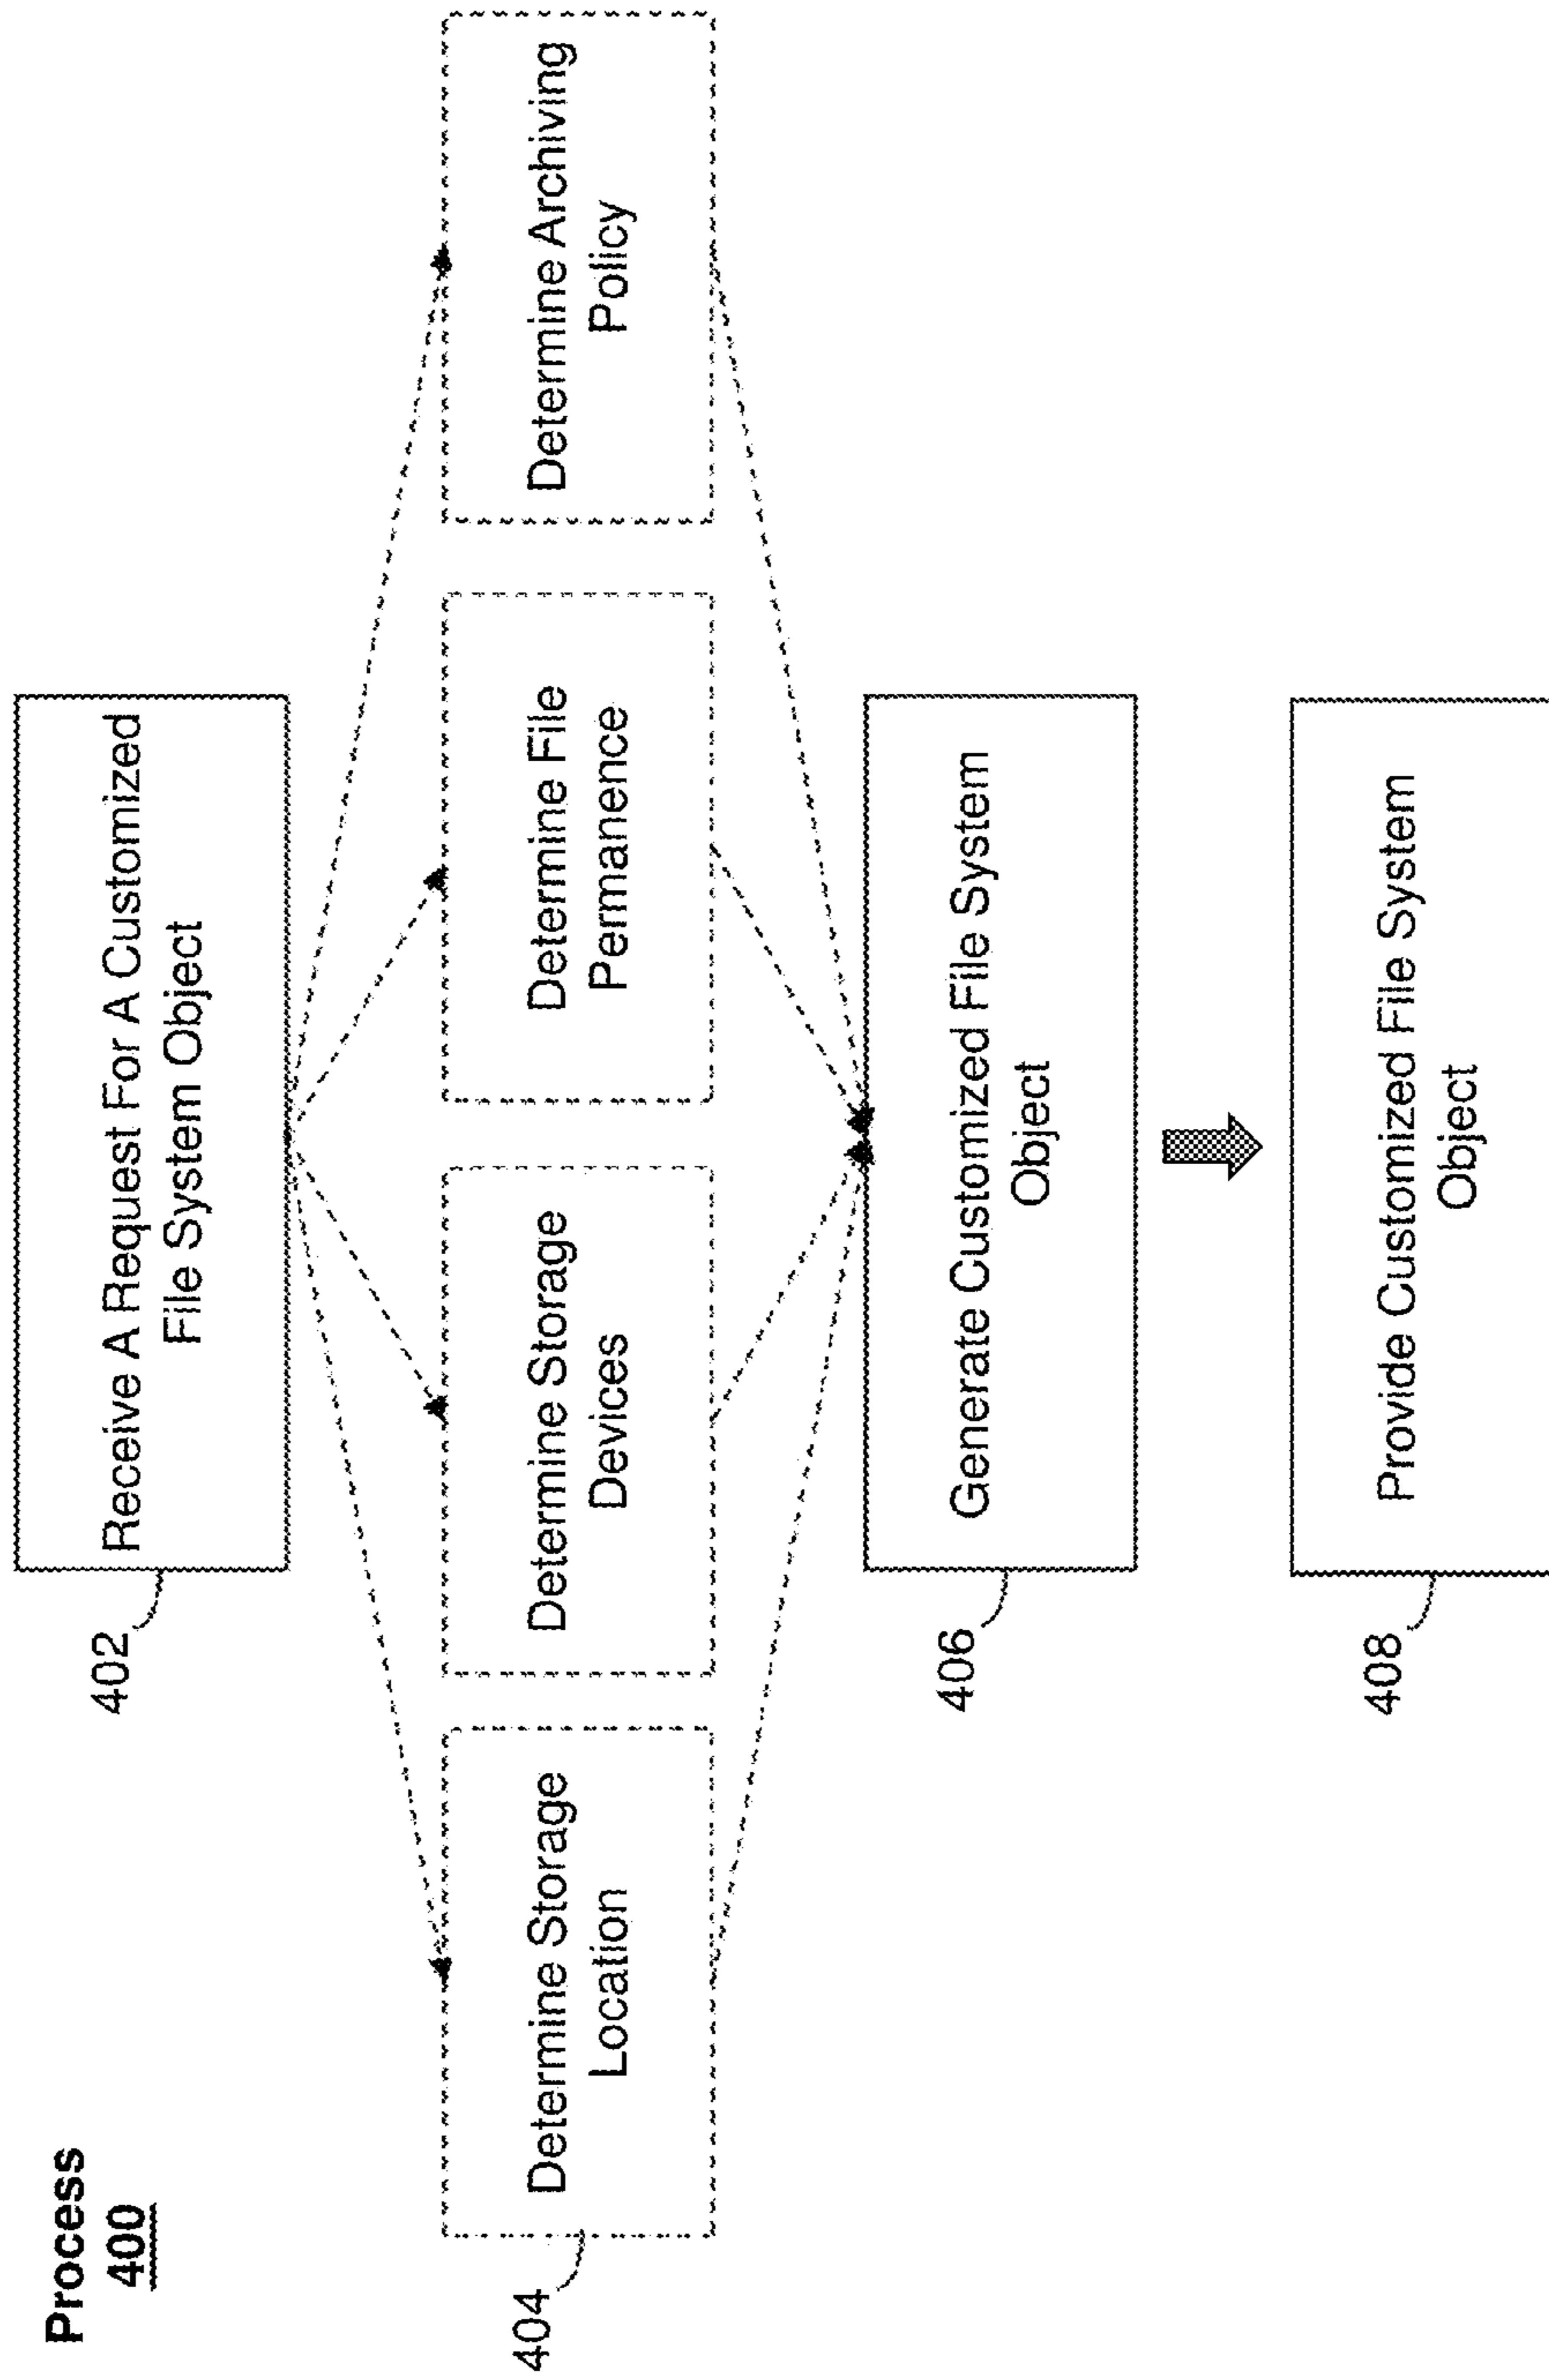 Process
400
402
Receive A Request For A Customized
File System Object
404
Determine Storage
Location
Determine Storage
Devices
Determine File
Permanence
Determine Archiving
Policy
406
Generate Customized File System
Object
408
Provide Customized File System
Object